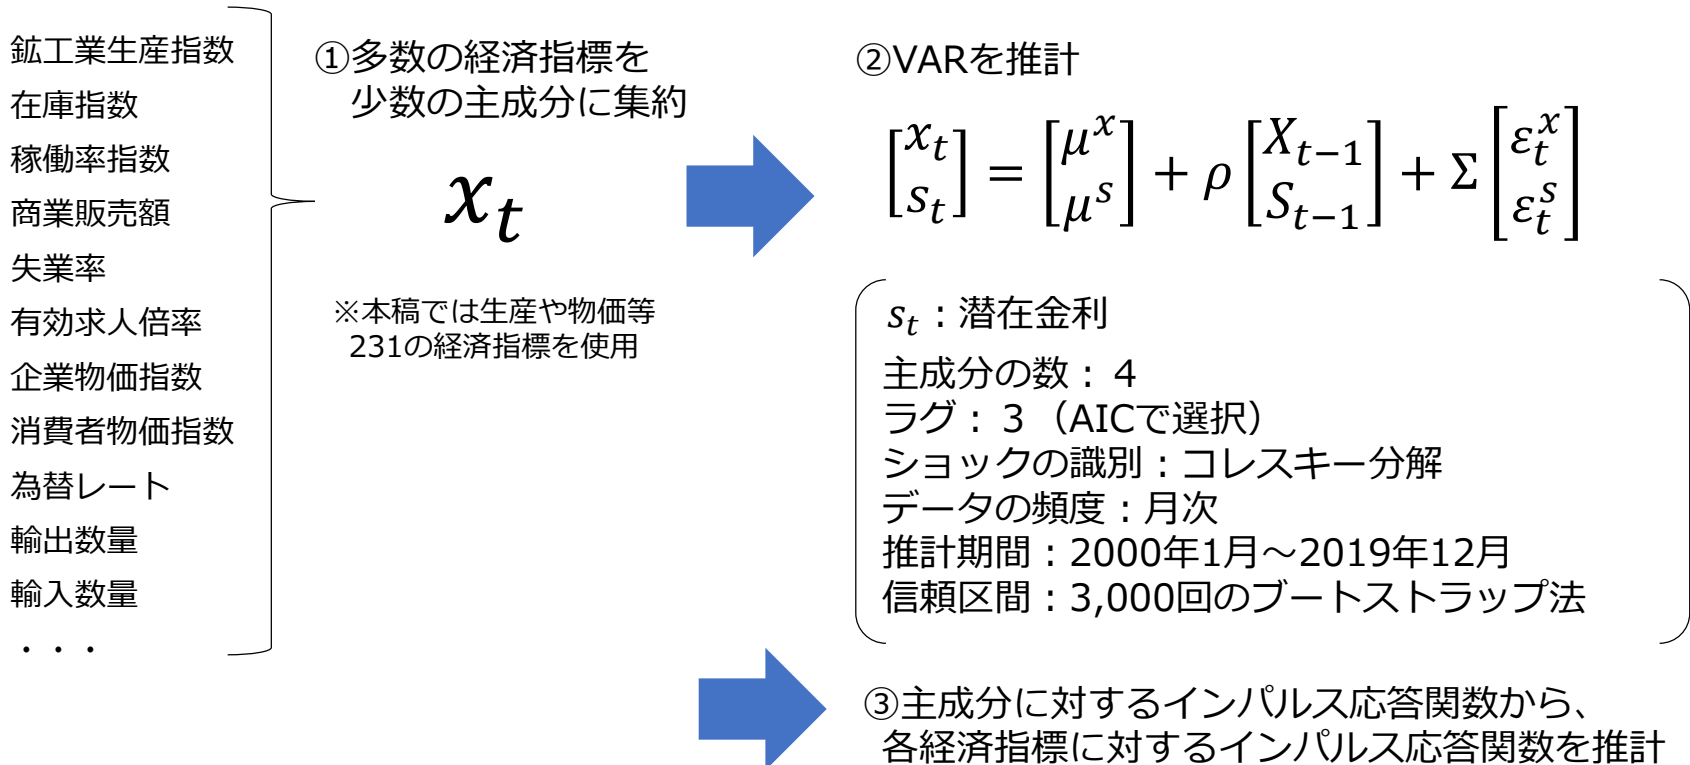 鉱工業生産指数
在庫指数
稼働率指数
商業販売額
失業率
有効求人倍率
企業物価指数
消費者物価指数
為替レート
輸出数量
輸入数量
・・・
①多数の経済指標を
少数の主成分に集約
x_t
※本稿では生産や物価等
231の経済指標を使用
②VARを推計
[x_t s_t] = [μ^x μ^s] + ρ [X_{t−1} S_{t−1}] + Σ [ε_t^x ε_t^s]
s_t：潜在金利
主成分の数：４
ラグ：３（AICで選択）
ショックの識別：コレスキー分解
データの頻度：月次
推計期間：2000年1月～2019年12月
信頼区間：3,000回のブートストラップ法
③主成分に対するインパルス応答関数から、
各経済指標に対するインパルス応答関数を推計